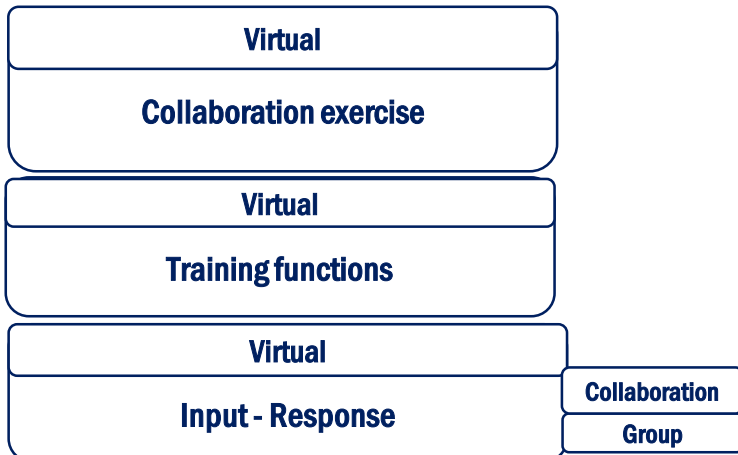 Virtual
Collaboration exercise
Virtual
Training functions
Virtual
Input - Response
Collaboration
Group